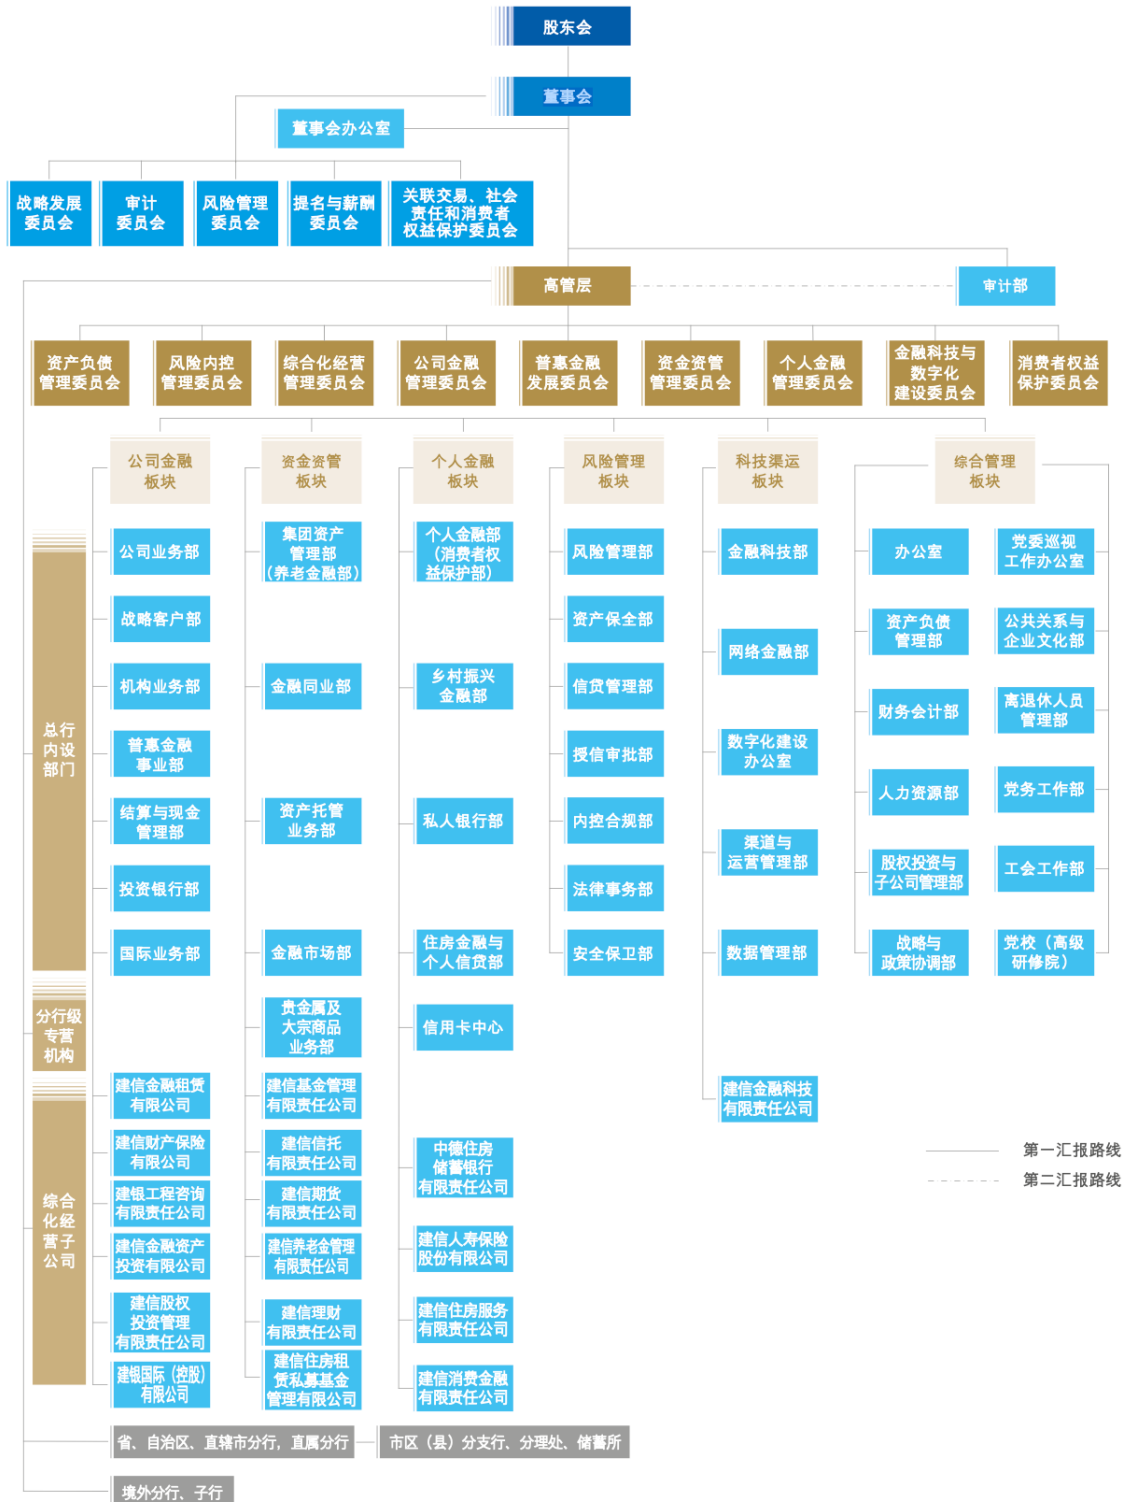 股东会
董事会
董事会办公室
战略发展
委员会
审计
委员会
风险管理
委员会
提名与薪酬
委员会
关联交易、社会
责任和消费者
权益保护委员会
高管层
审计部
资产负债
管理委员会
风险内控
管理委员会
综合化经营
管理委员会
公司金融
管理委员会
普惠金融
发展委员会
资金资管
管理委员会
个人金融
管理委员会
金融科技与
数字化
建设委员会
消费者权益
保护委员会
公司金融
板块
资金资管
板块
个人金融
板块
风险管理
板块
科技渠运
板块
综合管理
板块
总行
内设
部门
公司业务部
战略客户部
机构业务部
普惠金融
事业部
结算与现金
管理部
投资银行部
国际业务部
集团资产
管理部
（养老金融部）
金融同业部
资产托管
业务部
金融市场部
贵金属及
大宗商品
业务部
个人金融部
（消费者权
益保护部）
乡村振兴
金融部
私人银行部
住房金融与
个人信贷部
信用卡中心
风险管理部
资产保全部
信贷管理部
授信审批部
内控合规部
法律事务部
安全保卫部
金融科技部
网络金融部
数字化建设
办公室
渠道与
运营管理部
数据管理部
办公室
资产负债
管理部
财务会计部
人力资源部
股权投资与
子公司管理部
战略与
政策协调部
党委巡视
工作办公室
公共关系与
企业文化部
离退休人员
管理部
党务工作部
工会工作部
党校（高级
研修院）
分行级
专营
机构
综合
化经
营子
公司
建信金融租赁
有限公司
建信财产保险
有限公司
建银工程咨询
有限责任公司
建信金融资产
投资有限公司
建信股权
投资管理
有限责任公司
建银国际（控股）
有限公司
建信基金管理
有限责任公司
建信信托
有限责任公司
建信期货
有限责任公司
建信养老金管理
有限责任公司
建信理财
有限责任公司
建信住房租
赁私募基金
管理有限公司
中德住房
储蓄银行
有限责任公司
建信人寿保险
股份有限公司
建信住房服务
有限责任公司
建信消费金融
有限责任公司
建信金融科技
有限责任公司
第一汇报路线
第二汇报路线
省、自治区、直辖市分行，直属分行
市区（县）分支行、分理处、储蓄所
境外分行、子行